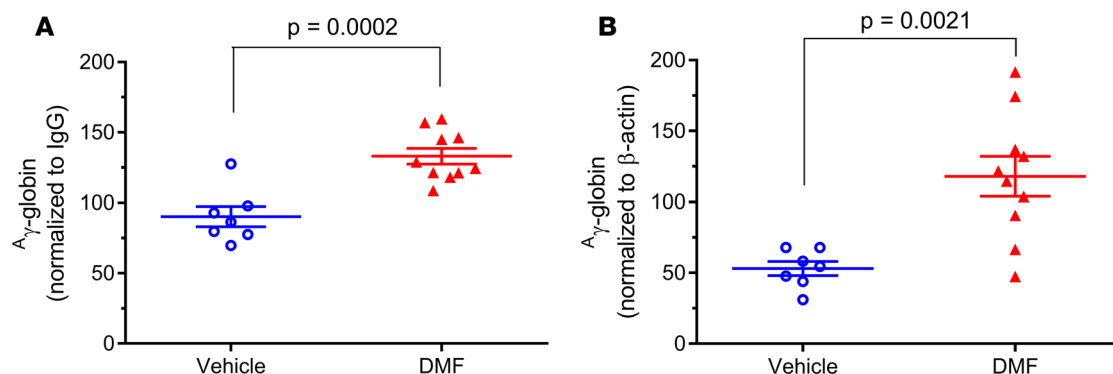 A
p = 0.0002
200
150
100
50
0
Aγ-globin
(normalized to IgG)
Vehicle
DMF
B
p = 0.0021
200
150
100
50
0
Aγ-globin
(normalized to β-actin)
Vehicle
DMF